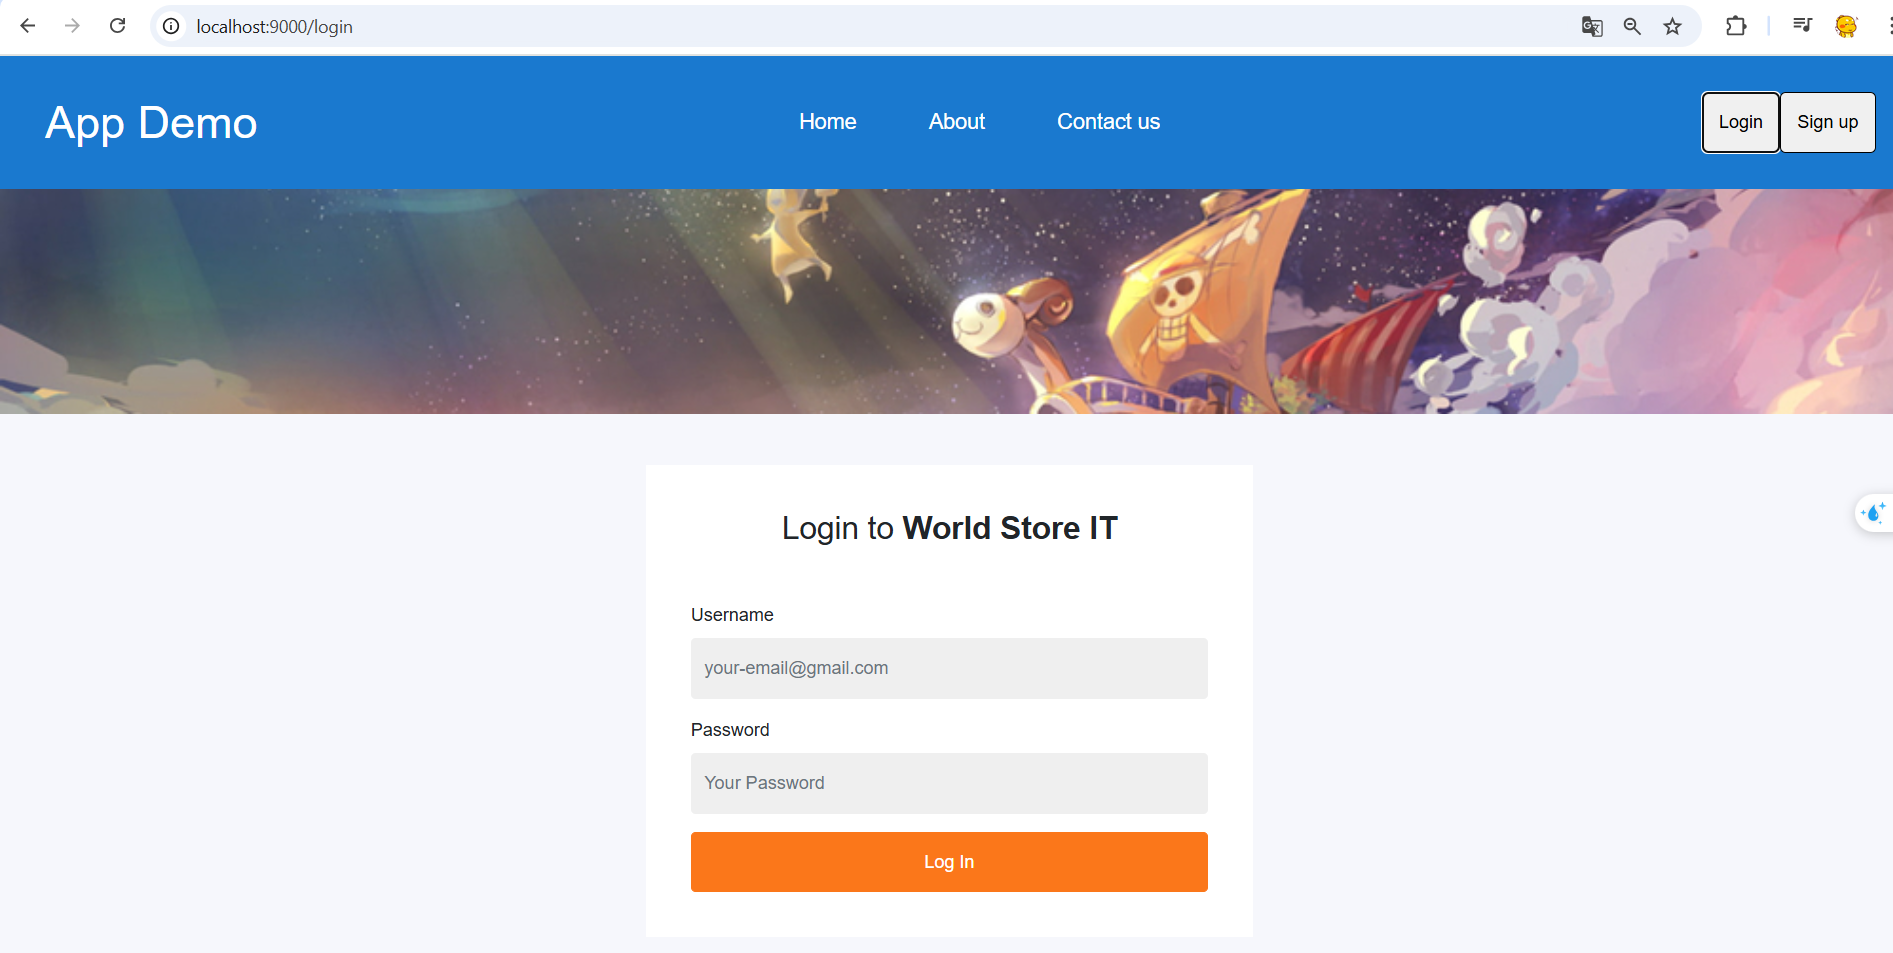 localhost:9000/login
App Demo
Home
About
Contact us
Login
Sign up
Login to World Store IT
Username
your-email@gmail.com
Password
Your Password
Log In